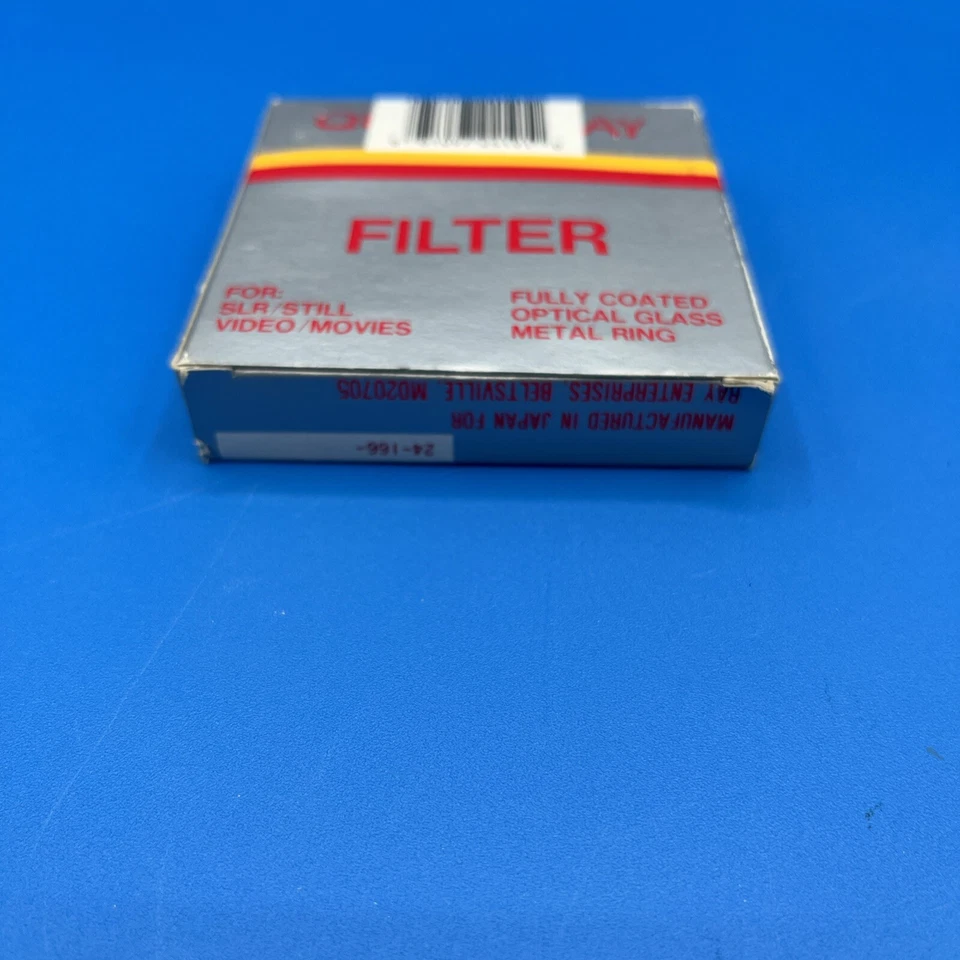 FILTER
FOR:
SLR/STILL
VIDEO/MOVIES
FULLY COATED
OPTICAL GLASS
METAL RING
MANUFACTURED IN JAPAN FOR
RAY ENTERPRISES, BELTSVILLE, MD20705
24-166-